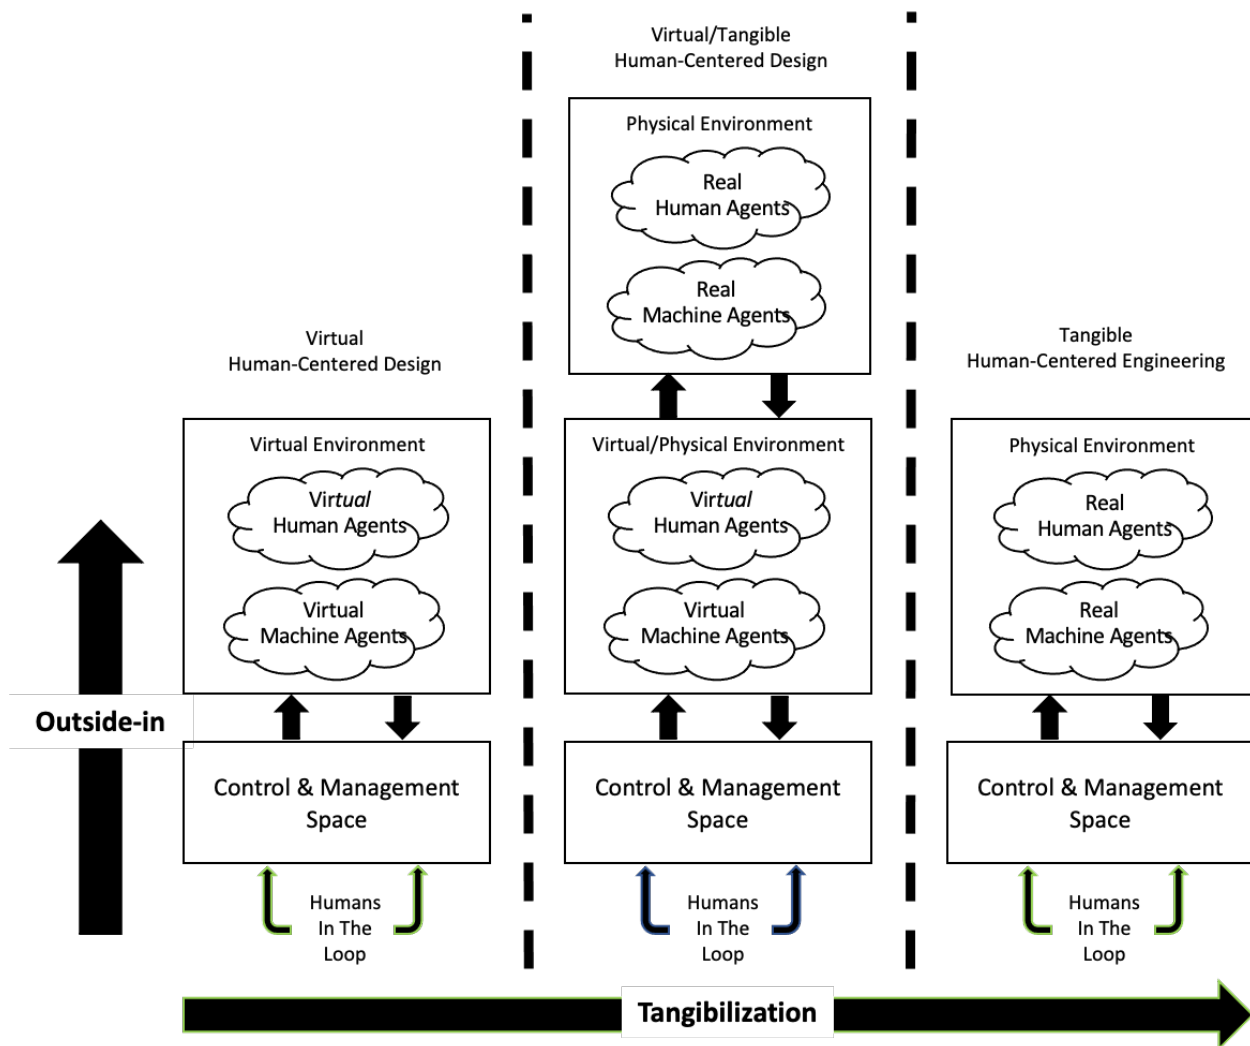 Virtual/Tangible
Human-Centered Design
Physical Environment
Real
Human Agents
Real
Machine Agents
Virtual
Human-Centered Design
Tangible
Human-Centered Engineering
Virtual Environment
Virtual
Human Agents
Virtual
Machine Agents
Virtual/Physical Environment
Virtual
Human Agents
Virtual
Machine Agents
Physical Environment
Real
Human Agents
Real
Machine Agents
Outside-in
Control & Management
Space
Control & Management
Space
Control & Management
Space
Humans
In The
Loop
Humans
In The
Loop
Humans
In The
Loop
Tangibilization